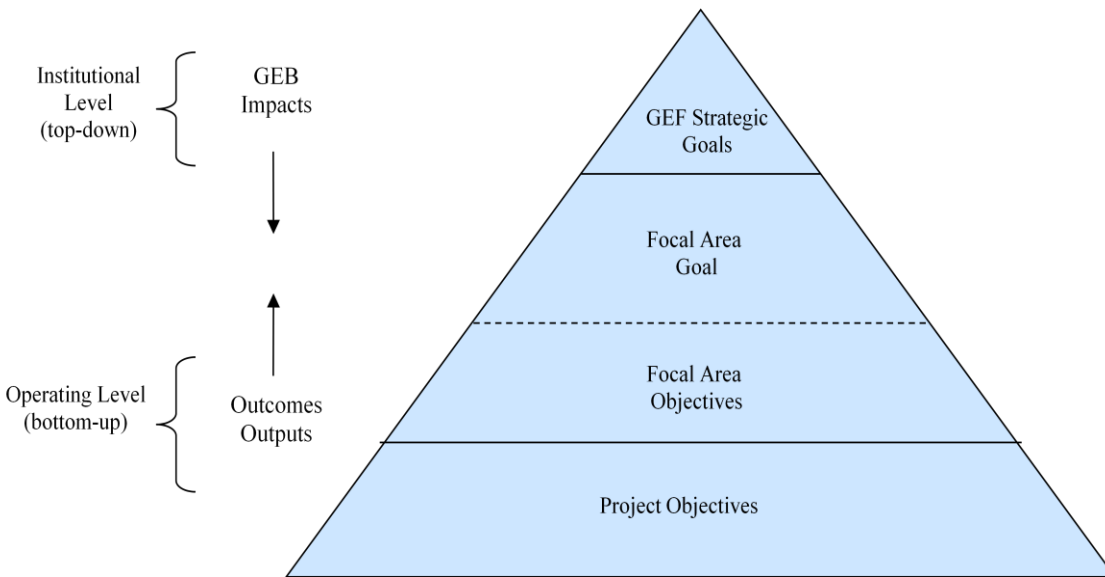 Institutional
Level
(top-down)
GEB
Impacts
GEF Strategic
Goals
Focal Area
Goal
Operating Level
(bottom-up)
Outcomes
Outputs
Focal Area
Objectives
Project Objectives